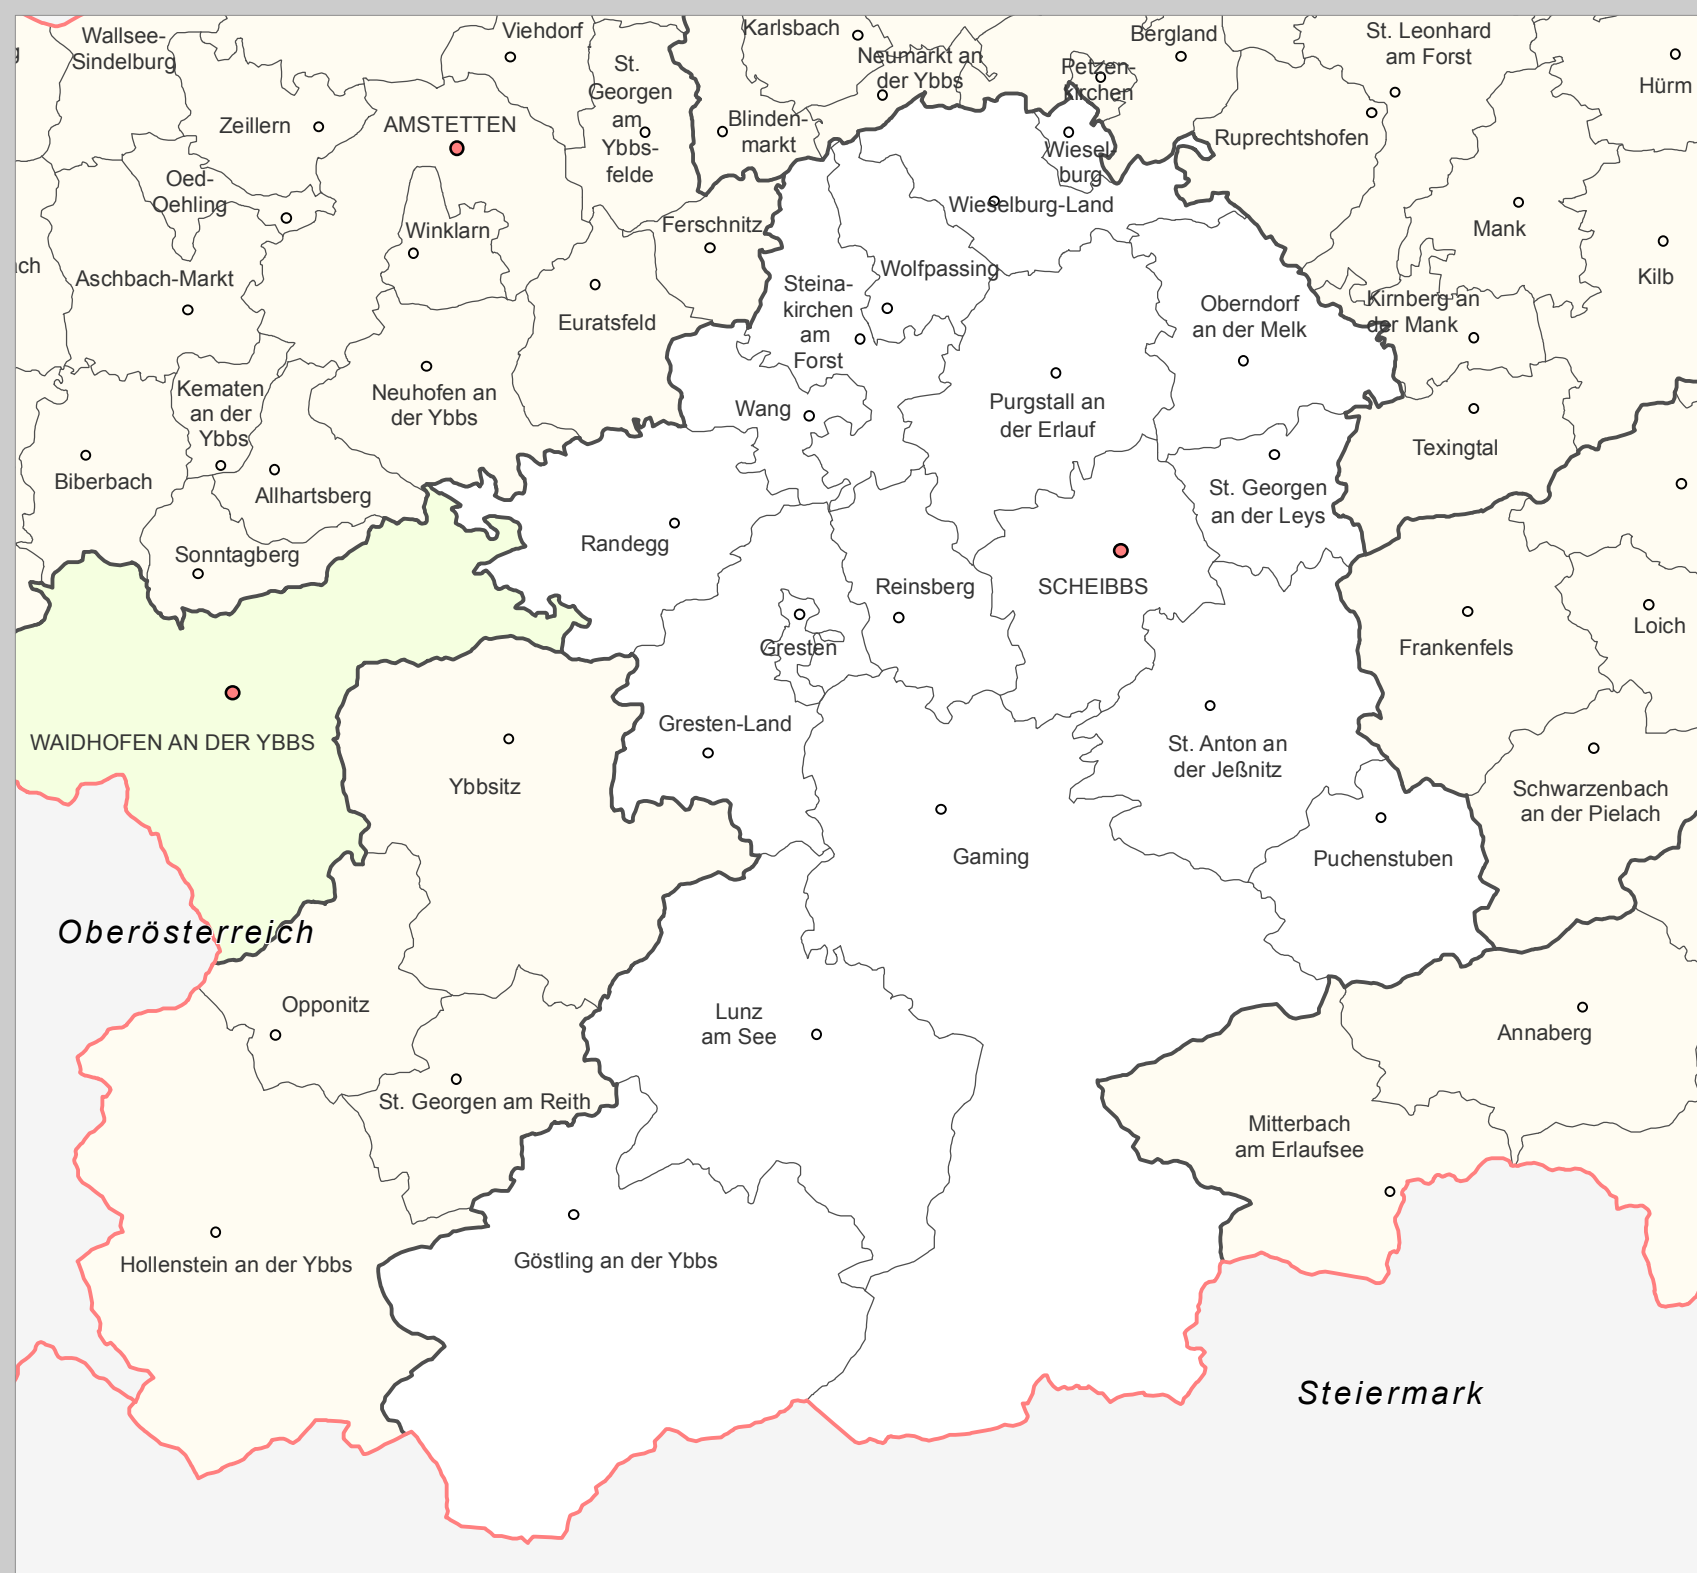 Wallsee-
Sindelburg
Viehdorf
St.
Georgen
am
Ybbs-
felde
Karlsbach
Neumarkt an
der Ybbs
Petzen-
kirchen
Bergland
St. Leonhard
am Forst
Hürm
Zeillern
AMSTETTEN
Blinden-
markt
Wiesel-
burg
Ruprechtshofen
Oed-
Oehling
Winklarn
Ferschnitz
Wieselburg-Land
Mank
ch
Aschbach-Markt
Euratsfeld
Steina-
kirchen
am
Forst
Wolfpassing
Oberndorf
an der Melk
Kirnberg an
der Mank
Kilb
Kematen
an der
Ybbs
Neuhofen an
der Ybbs
Wang
Purgstall an
der Erlauf
Texingtal
Biberbach
Allhartsberg
St. Georgen
an der Leys
Sonntagberg
Randegg
Reinsberg
SCHEIBBS
Gresten
Frankenfels
Loich
WAIDHOFEN AN DER YBBS
Gresten-Land
St. Anton an
der Jeßnitz
Ybbsitz
Schwarzenbach
an der Pielach
Gaming
Puchenstuben
Oberösterreich
Opponitz
Lunz
am See
Annaberg
St. Georgen am Reith
Mitterbach
am Erlaufsee
Hollenstein an der Ybbs
Göstling an der Ybbs
Steiermark